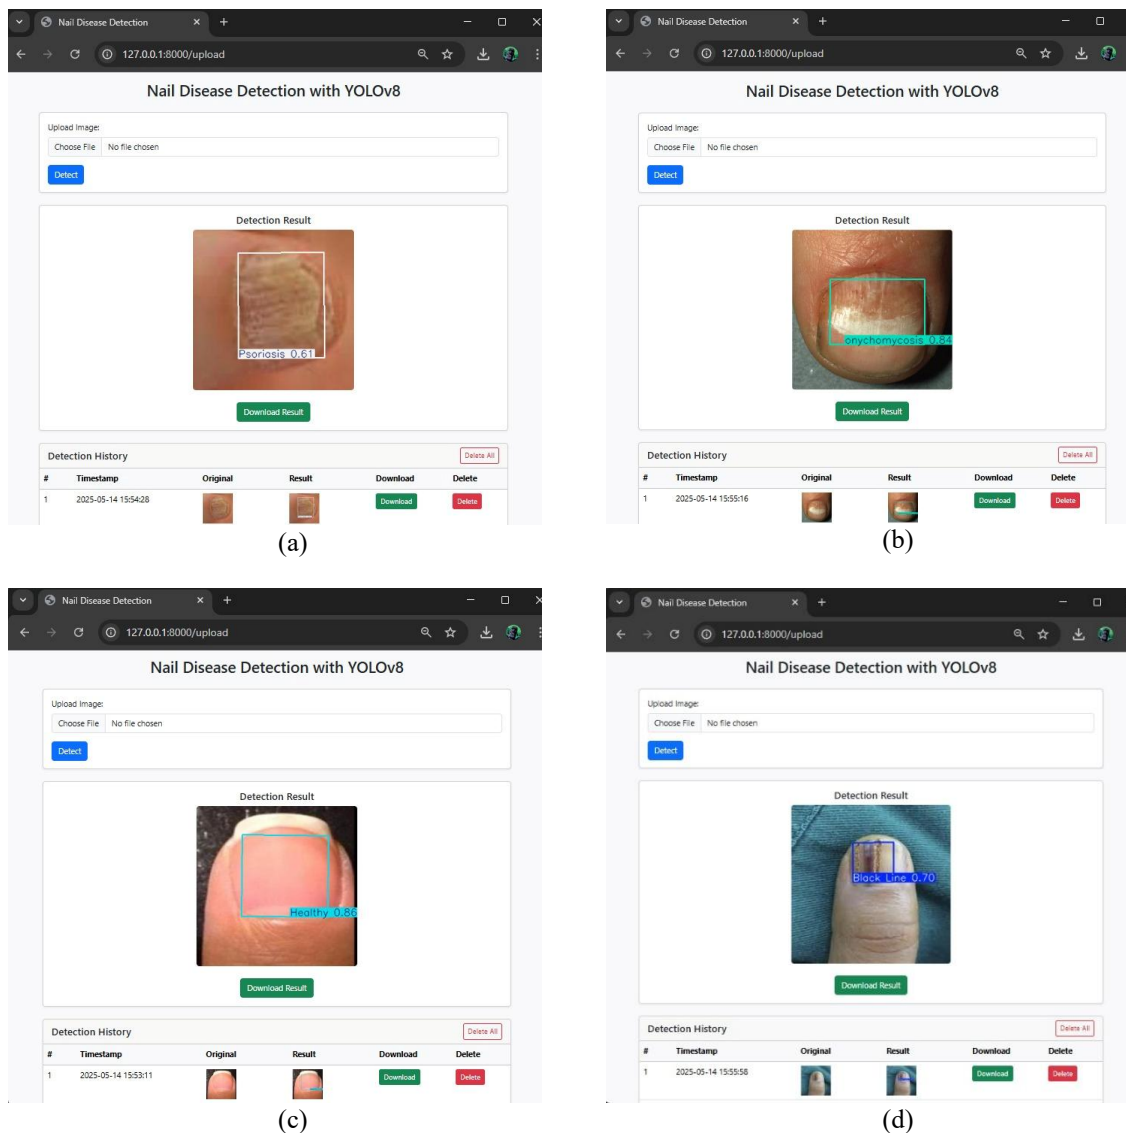 Nail Disease Detection
127.0.0.1:8000/upload
Nail Disease Detection with YOLOv8
Upload Image:
Choose File No file chosen
Detect
Detection Result
Psoriasis 0.61
Download Result
Detection History Delete All
# Timestamp Original Result Download Delete
1 2025-05-14 15:54:28 Download Delete
(a)
Nail Disease Detection
127.0.0.1:8000/upload
Nail Disease Detection with YOLOv8
Upload Image:
Choose File No file chosen
Detect
Detection Result
onychomycosis 0.84
Download Result
Detection History Delete All
# Timestamp Original Result Download Delete
1 2025-05-14 15:55:16 Download Delete
(b)
Nail Disease Detection
127.0.0.1:8000/upload
Nail Disease Detection with YOLOv8
Upload Image:
Choose File No file chosen
Detect
Detection Result
Healthy 0.86
Download Result
Detection History Delete All
# Timestamp Original Result Download Delete
1 2025-05-14 15:53:11 Download Delete
(c)
Nail Disease Detection
127.0.0.1:8000/upload
Nail Disease Detection with YOLOv8
Upload Image:
Choose File No file chosen
Detect
Detection Result
Black Line 0.70
Download Result
Detection History Delete All
# Timestamp Original Result Download Delete
1 2025-05-14 15:55:58 Download Delete
(d)